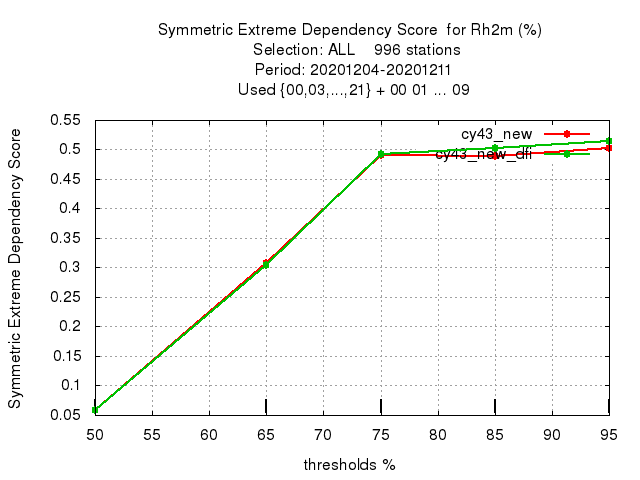 Symmetric Extreme Dependency Score for Rh2m (%)
Selection: ALL 996 stations
Period: 20201204-20201211
Used {00,03,...,21} + 00 01 ... 09
Symmetric Extreme Dependency Score
0.55
0.5
0.45
0.4
0.35
0.3
0.25
0.2
0.15
0.1
0.05
cy43_new
cy43_new_dfi
50 55 60 65 70 75 80 85 90 95
thresholds %